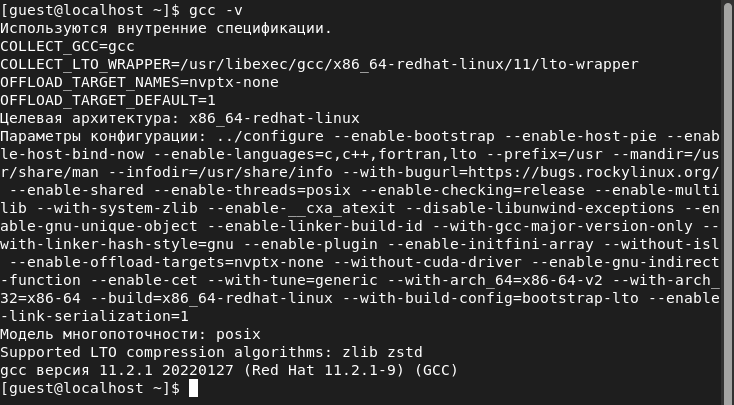 [guest@localhost ~]$ gcc -v
Используются внутренние спецификации.
COLLECT_GCC=gcc
COLLECT_LTO_WRAPPER=/usr/libexec/gcc/x86_64-redhat-linux/11/lto-wrapper
OFFLOAD_TARGET_NAMES=nvptx-none
OFFLOAD_TARGET_DEFAULT=1
Целевая архитектура: x86_64-redhat-linux
Параметры конфигурации: ../configure --enable-bootstrap --enable-host-pie --enab
le-host-bind-now --enable-languages=c,c++,fortran,lto --prefix=/usr --mandir=/us
r/share/man --infodir=/usr/share/info --with-bugurl=https://bugs.rockylinux.org/
 --enable-shared --enable-threads=posix --enable-checking=release --enable-multi
lib --with-system-zlib --enable-__cxa_atexit --disable-libunwind-exceptions --en
able-gnu-unique-object --enable-linker-build-id --with-gcc-major-version-only --
with-linker-hash-style=gnu --enable-plugin --enable-initfini-array --without-isl
 --enable-offload-targets=nvptx-none --without-cuda-driver --enable-gnu-indirect
-function --enable-cet --with-tune=generic --with-arch_64=x86-64-v2 --with-arch_
32=x86-64 --build=x86_64-redhat-linux --with-build-config=bootstrap-lto --enable
-link-serialization=1
Модель многопоточности: posix
Supported LTO compression algorithms: zlib zstd
gcc версия 11.2.1 20220127 (Red Hat 11.2.1-9) (GCC)
[guest@localhost ~]$